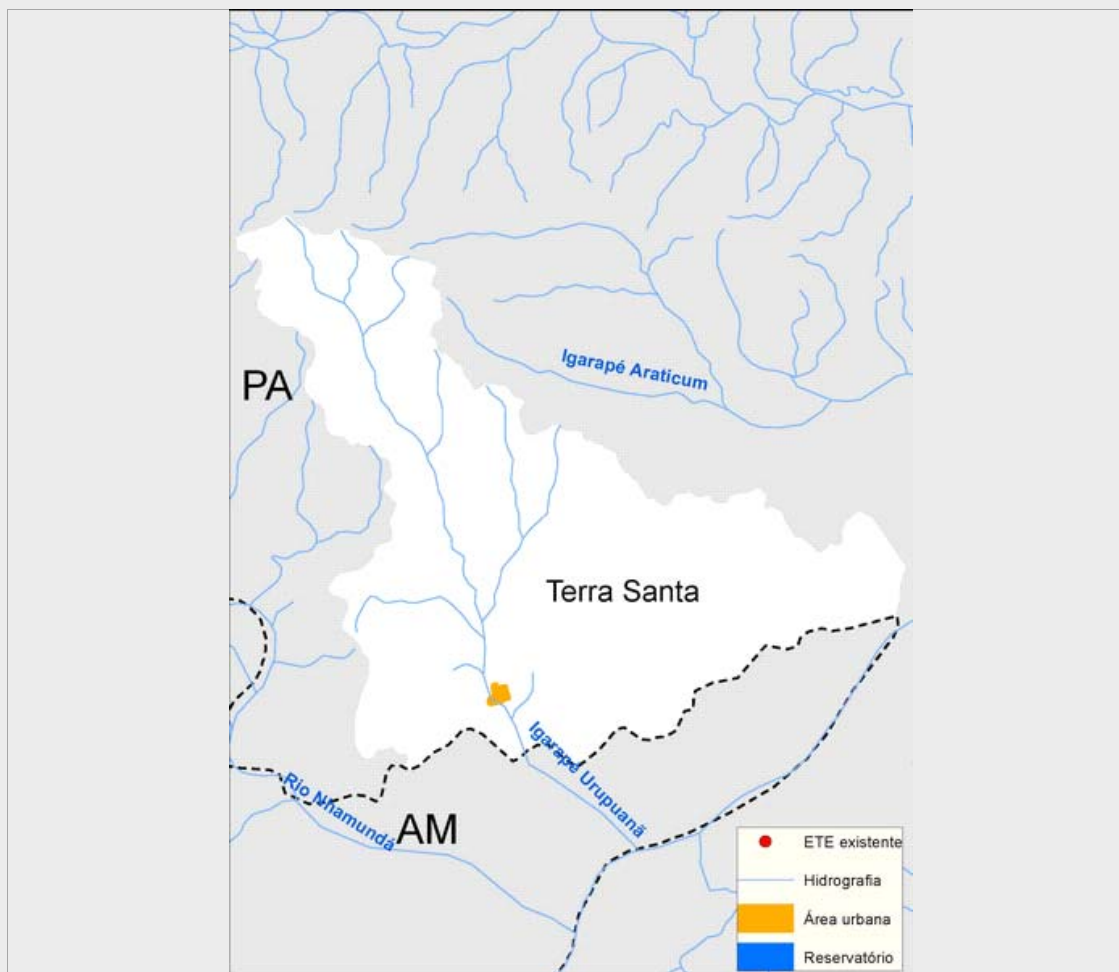 Igarapé Araticum
PA
Terra Santa
Igarapé Urupuanã
Rio Nhamundá
AM
ETE existente
Hidrografia
Área urbana
Reservatório